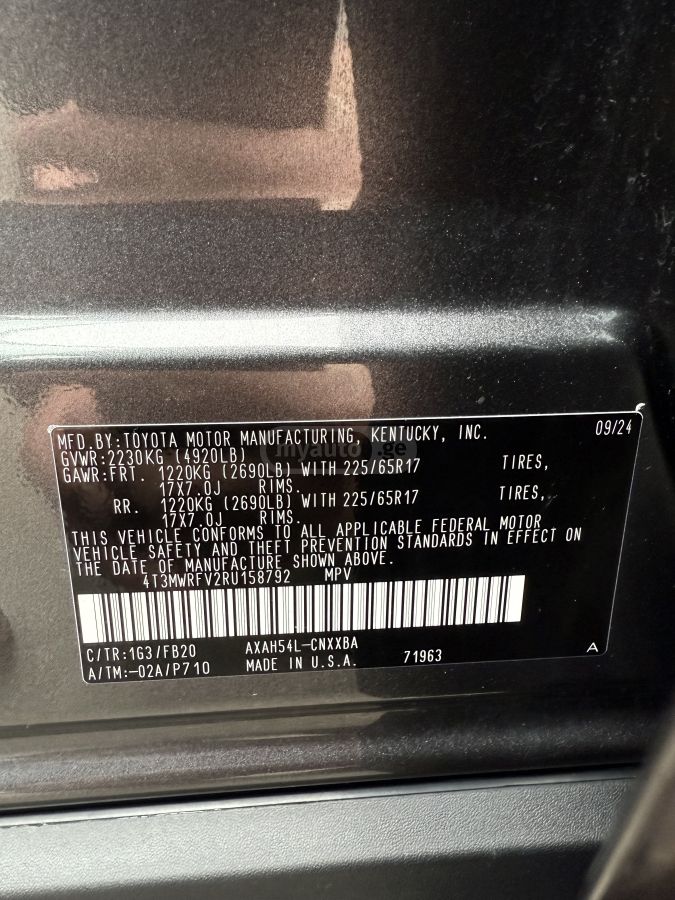 MFD.BY:TOYOTA MOTOR MANUFACTURING, KENTUCKY, INC. 09/24
GVWR:2230KG (4920LB)
GAWR:FRT. 1220KG (2690LB) WITH 225/65R17 TIRES,
17X7.0J RIMS.
RR. 1220KG (2690LB) WITH 225/65R17 TIRES,
17X7.0J RIMS.
THIS VEHICLE CONFORMS TO ALL APPLICABLE FEDERAL MOTOR
VEHICLE SAFETY AND THEFT PREVENTION STANDARDS IN EFFECT ON
THE DATE OF MANUFACTURE SHOWN ABOVE.
4T3MWRFV2RU158792 MPV
C/TR:1G3/FB20 AXAH54L-CNXXBA
A/TM:-02A/P710 MADE IN U.S.A. 71963 A
myauto.ge